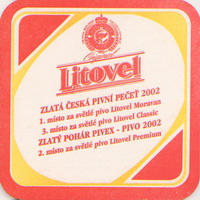 Litovel
ZLATÁ ČESKÁ PIVNÍ PEČEŤ 2002
1. místo za světlé pivo Litovel Moravan
3. místo za světlé pivo Litovel Classic
ZLATÝ POHÁR PIVEX - PIVO 2002
2. místo za světlé pivo Litovel Premium